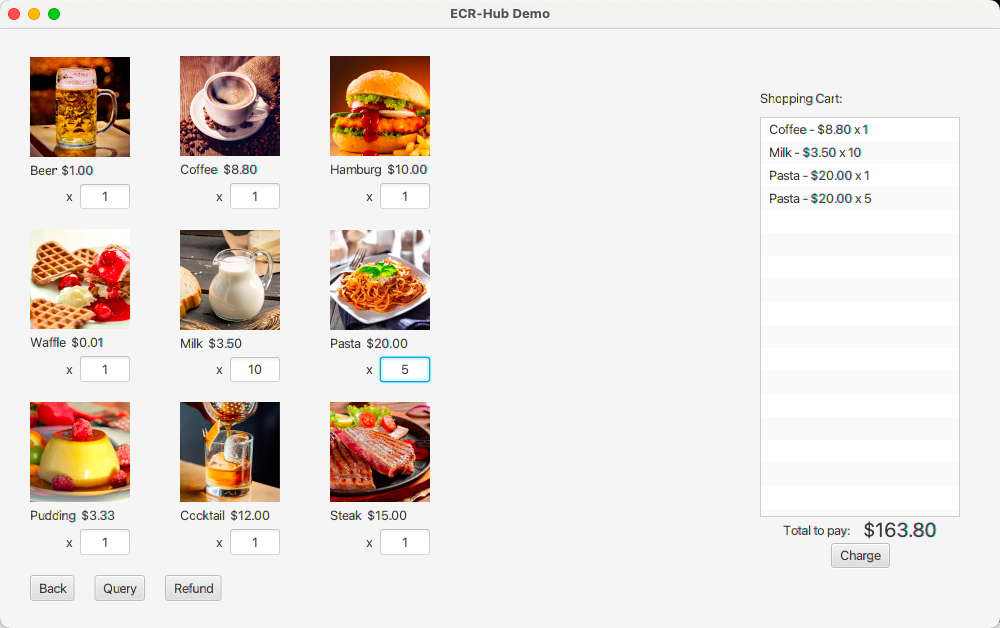 ECR-Hub Demo
Beer $1.00
x 1
Coffee $8.80
x 1
Hamburg $10.00
x 1
Waffle $0.01
x 1
Milk $3.50
x 10
Pasta $20.00
x 5
Pudding $3.33
x 1
Cocktail $12.00
x 1
Steak $15.00
x 1
Back
Query
Refund
Shopping Cart:
Coffee - $8.80 x 1
Milk - $3.50 x 10
Pasta - $20.00 x 1
Pasta - $20.00 x 5
Total to pay: $163.80
Charge